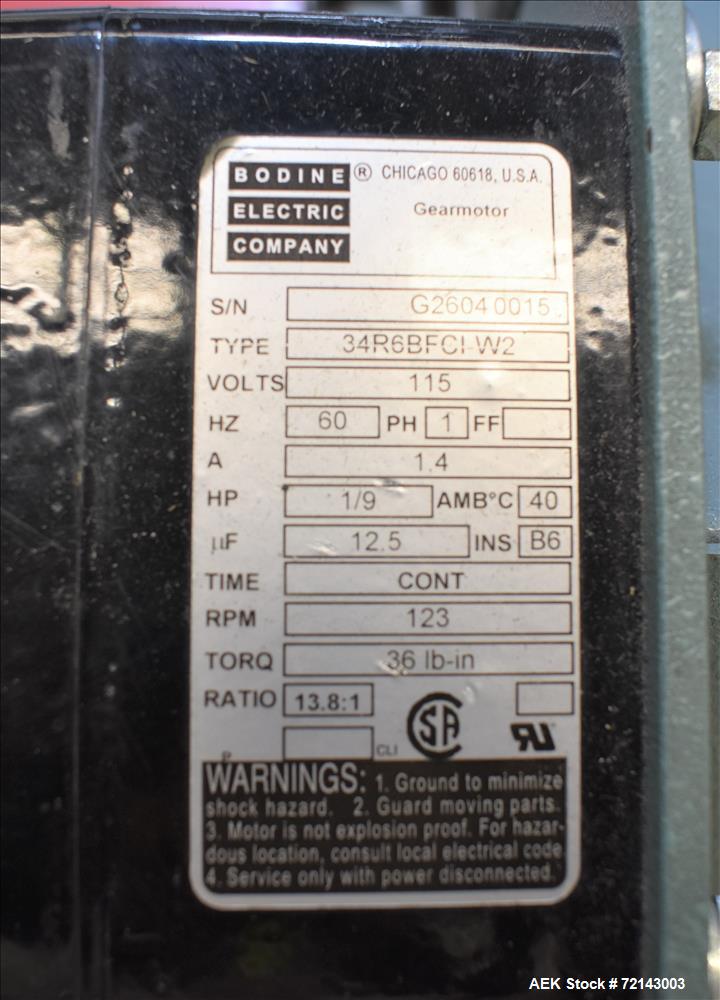 BODINE ® CHICAGO 60618, U.S.A.
ELECTRIC Gearmotor
COMPANY
S/N G2604 0015
TYPE 34R6BFCI-W2
VOLTS 115
HZ 60 PH 1 FF
A 1.4
HP 1/9 AMB°C 40
µF 12.5 INS B6
TIME CONT
RPM 123
TORQ 36 lb-in
RATIO 13.8:1
SA
P CLI RU
WARNINGS: 1. Ground to minimize
shock hazard. 2. Guard moving parts.
3. Motor is not explosion proof. For hazar-
dous location, consult local electrical code
4. Service only with power disconnected.
AEK Stock # 72143003